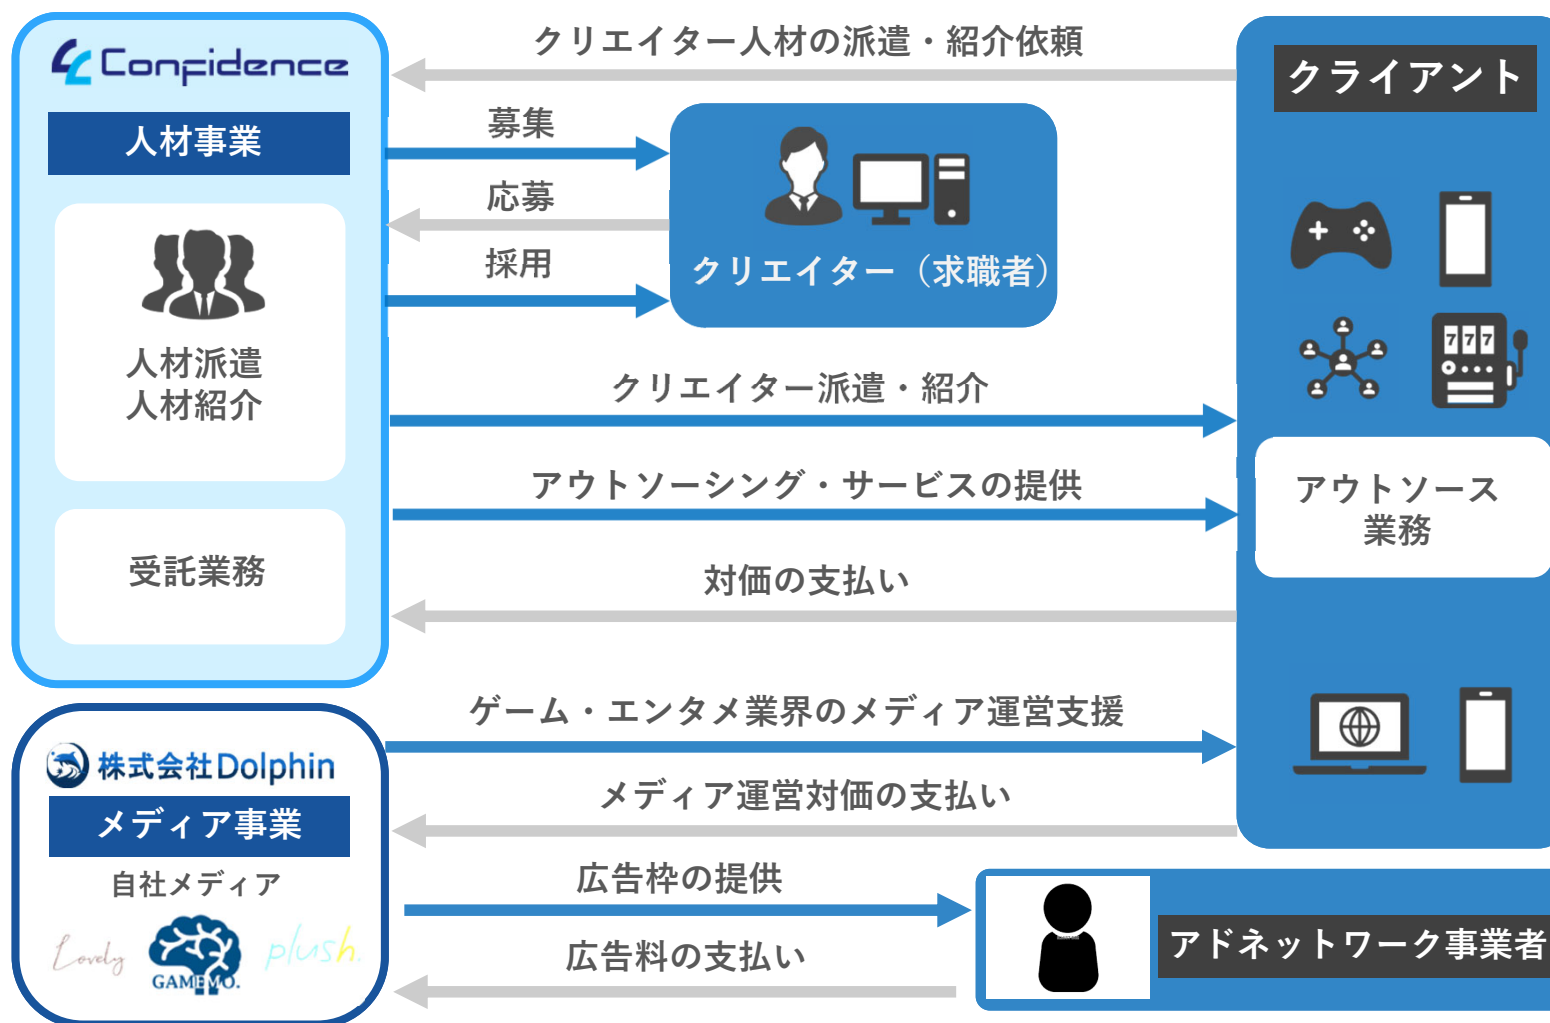 Confidence
人材事業
人材派遣
人材紹介
受託業務
クリエイター人材の派遣・紹介依頼
募集
応募
採用
クリエイター（求職者）
クリエイター派遣・紹介
アウトソーシング・サービスの提供
対価の支払い
クライアント
777
アウトソース
業務
株式会社Dolphin
メディア事業
自社メディア
Lovely
GAMEMO.
plush.
ゲーム・エンタメ業界のメディア運営支援
メディア運営対価の支払い
広告枠の提供
広告料の支払い
アドネットワーク事業者